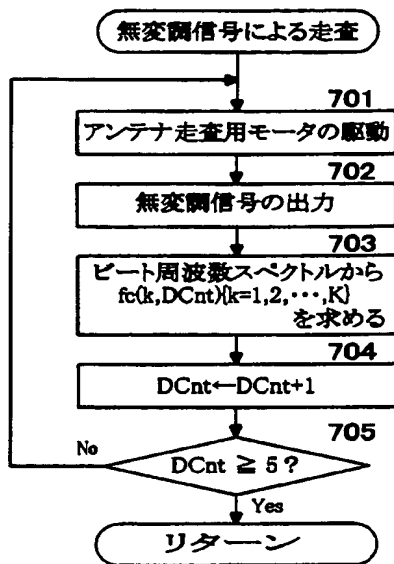 無変調信号による走査
701
アンテナ走査用モータの駆動
702
無変調信号の出力
703
ビート周波数スペクトルから
fc(k,DCnt){k=1,2,･･･,K}
を求める
704
DCnt←DCnt+1
705
No
DCnt ≧ 5？
Yes
リターン